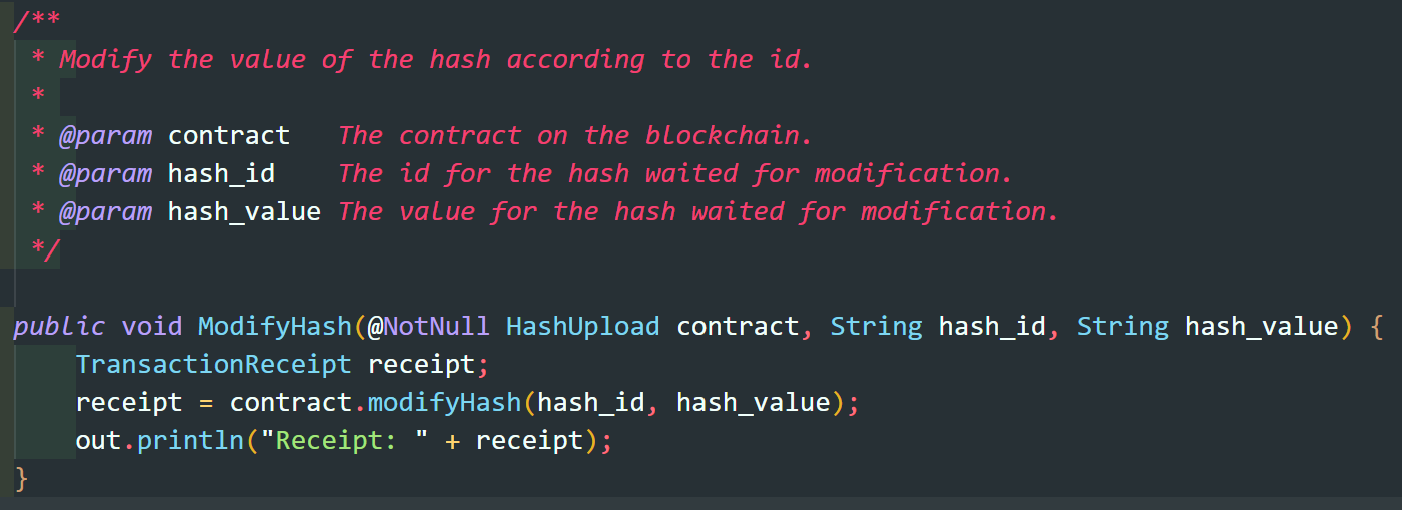 /**
 * Modify the value of the hash according to the id.
 *
 * @param contract   The contract on the blockchain.
 * @param hash_id    The id for the hash waited for modification.
 * @param hash_value The value for the hash waited for modification.
 */
public void ModifyHash(@NotNull HashUpload contract, String hash_id, String hash_value) {
    TransactionReceipt receipt;
    receipt = contract.modifyHash(hash_id, hash_value);
    out.println("Receipt: " + receipt);
}